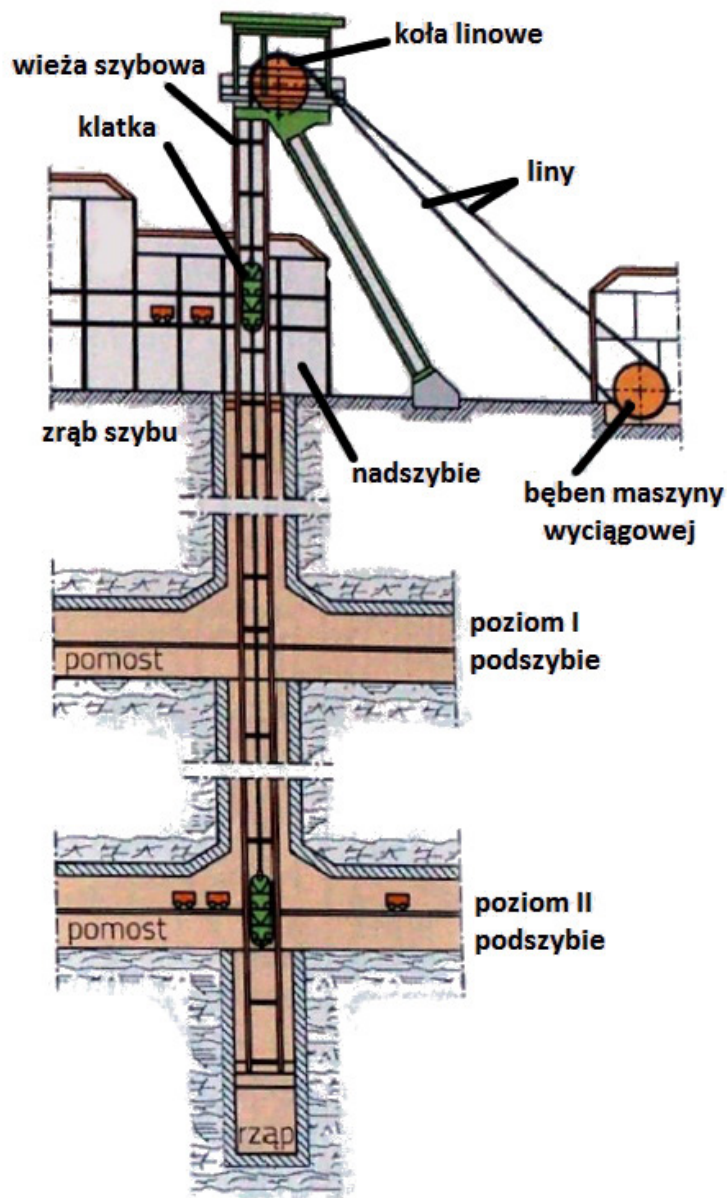 koła linowe
wieża szybowa
klatka
liny
zrąb szybu
nadszybie
bęben maszyny
wyciągowej
poziom I
podszybie
pomost
poziom II
podszybie
pomost
rząp